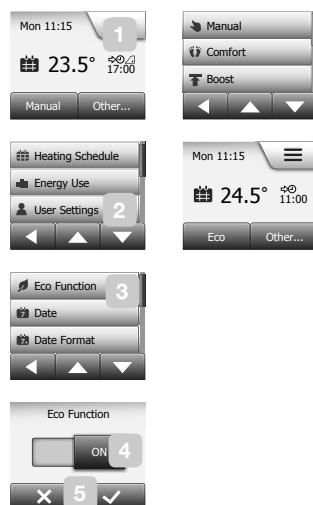 Mon 11:15
1
23.5°
17:00
Manual
Other...
Heating Schedule
Energy Use
User Settings
2
Eco Function
3
Date
Date Format
Eco Function
ON
4
5
Manual
Comfort
Boost
Mon 11:15
24.5°
11:00
Eco
Other...